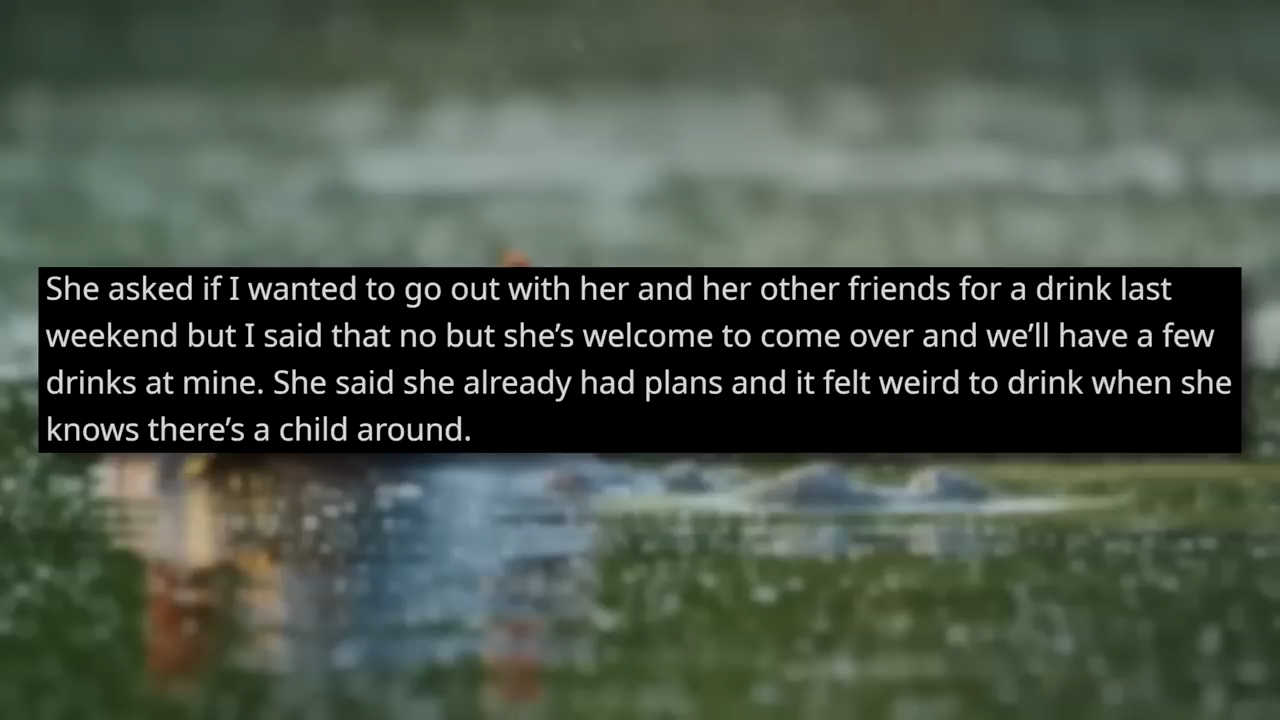 She asked if I wanted to go out with her and her other friends for a drink last
weekend but I said that no but she’s welcome to come over and we’ll have a few
drinks at mine. She said she already had plans and it felt weird to drink when she
knows there’s a child around.